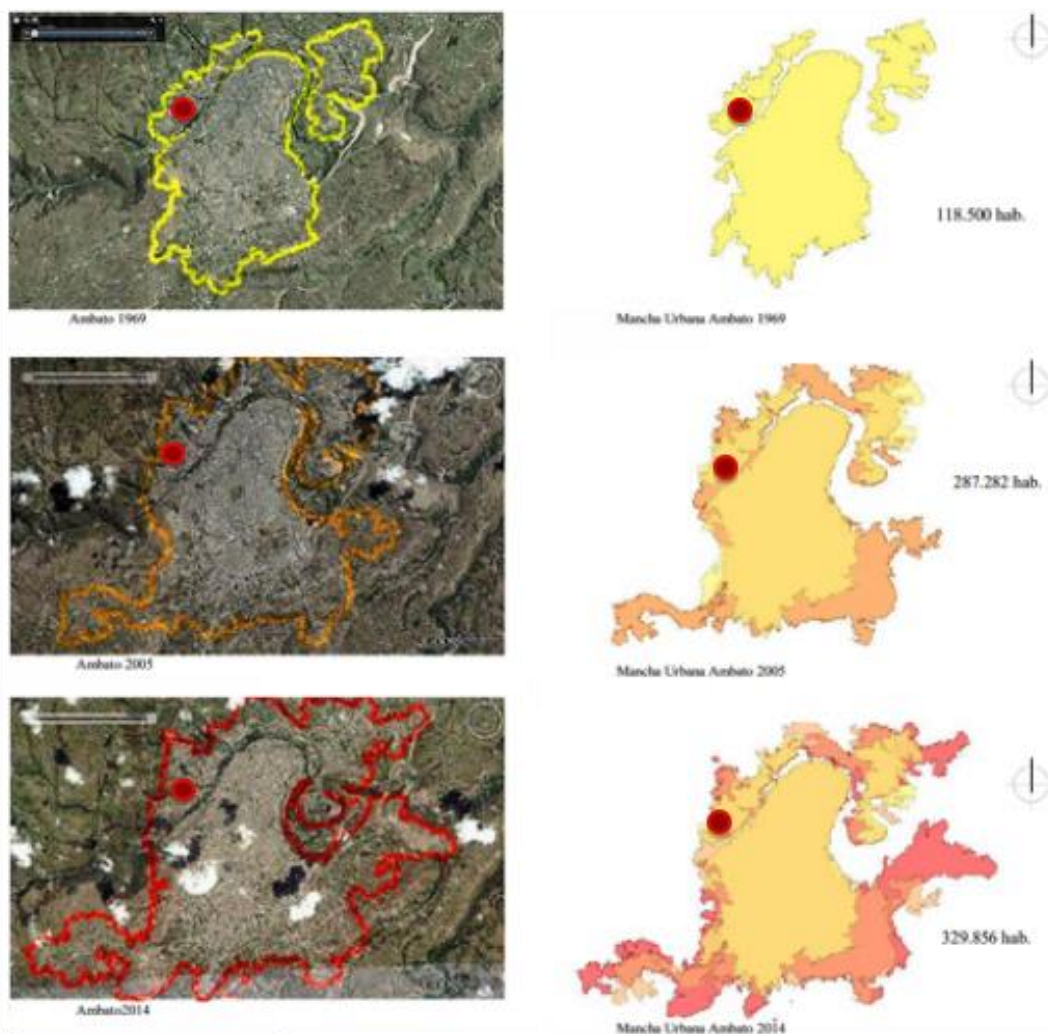 118.500 hab.
Ambato 1969
Mancha Urbana Ambato 1969
287.282 hab.
Ambato 2005
Mancha Urbana Ambato 2005
329.856 hab.
Ambato2014
Mancha Urbana Ambato 2014